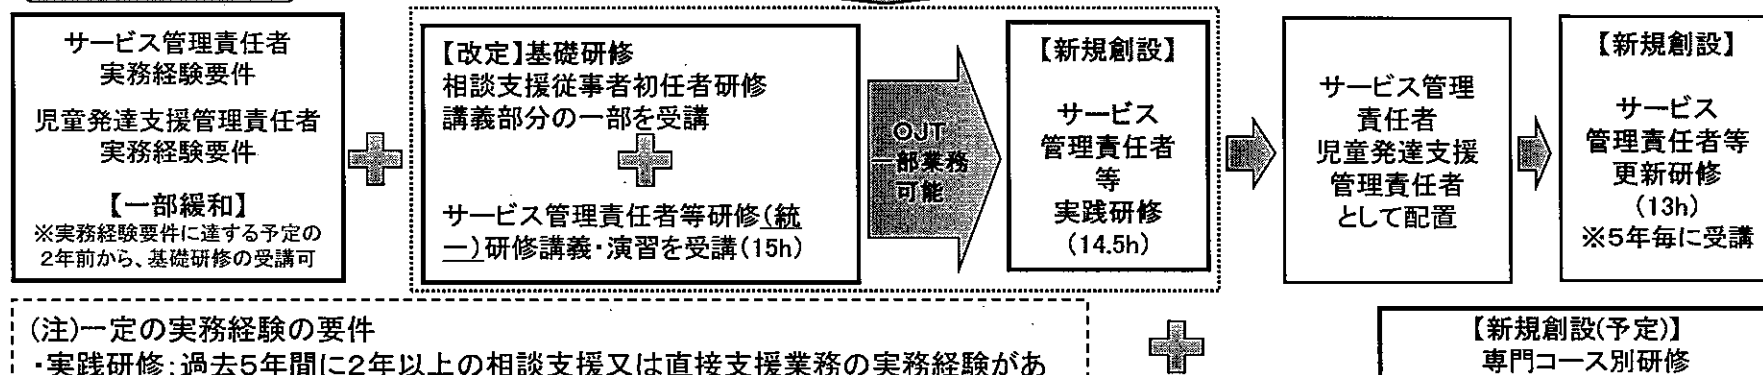 サービス管理責任者
実務経験要件
児童発達支援管理責任者
実務経験要件
【一部緩和】
※実務経験要件に達する予定の
2年前から、基礎研修の受講可
【改定】基礎研修
相談支援従事者初任者研修
講義部分の一部を受講
サービス管理責任者等研修(統
一)研修講義・演習を受講(15h)
OJT
一部業務
可能
【新規創設】
サービス
管理責任者
等
実践研修
(14.5h)
サービス管理
責任者
児童発達支援
管理責任者
として配置
【新規創設】
サービス
管理責任者等
更新研修
(13h)
※5年毎に受講
(注)一定の実務経験の要件
・実践研修:過去5年間に2年以上の相談支援又は直接支援業務の実務経験があ
【新規創設(予定)】
専門コース別研修